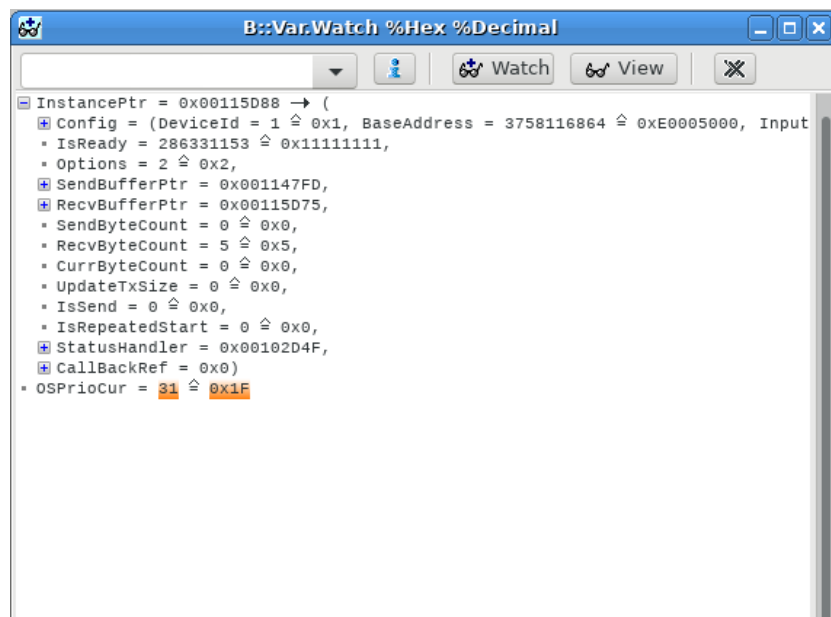 B::Var.Watch %Hex %Decimal
Watch View
InstancePtr = 0x00115D88 → (
Config = (DeviceId = 1 ≙ 0x1, BaseAddress = 3758116864 ≙ 0xE0005000, Input
IsReady = 286331153 ≙ 0x11111111,
Options = 2 ≙ 0x2,
SendBufferPtr = 0x001147FD,
RecvBufferPtr = 0x00115D75,
SendByteCount = 0 ≙ 0x0,
RecvByteCount = 5 ≙ 0x5,
CurrByteCount = 0 ≙ 0x0,
UpdateTxSize = 0 ≙ 0x0,
IsSend = 0 ≙ 0x0,
IsRepeatedStart = 0 ≙ 0x0,
StatusHandler = 0x00102D4F,
CallBackRef = 0x0)
OSPrioCur = 31 ≙ 0x1F